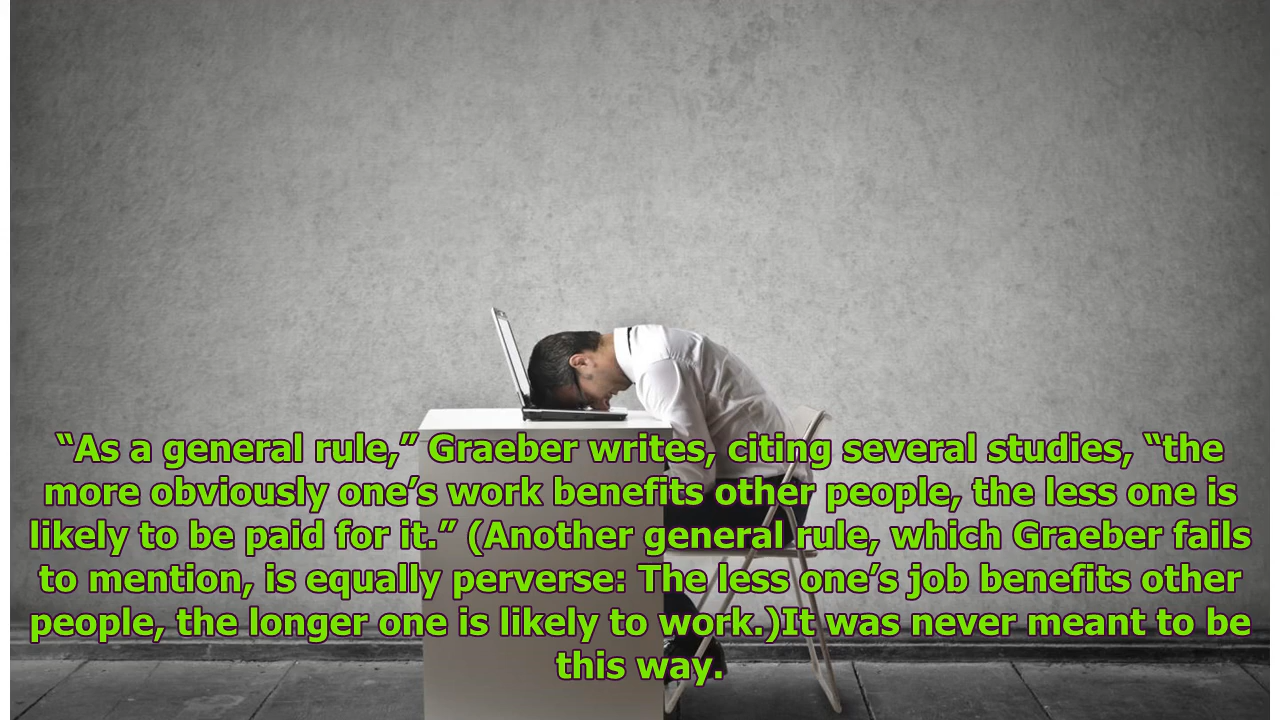 “As a general rule,” Graeber writes, citing several studies, “the
more obviously one’s work benefits other people, the less one is
likely to be paid for it.” (Another general rule, which Graeber fails
to mention, is equally perverse: The less one’s job benefits other
people, the longer one is likely to work.)It was never meant to be
this way.